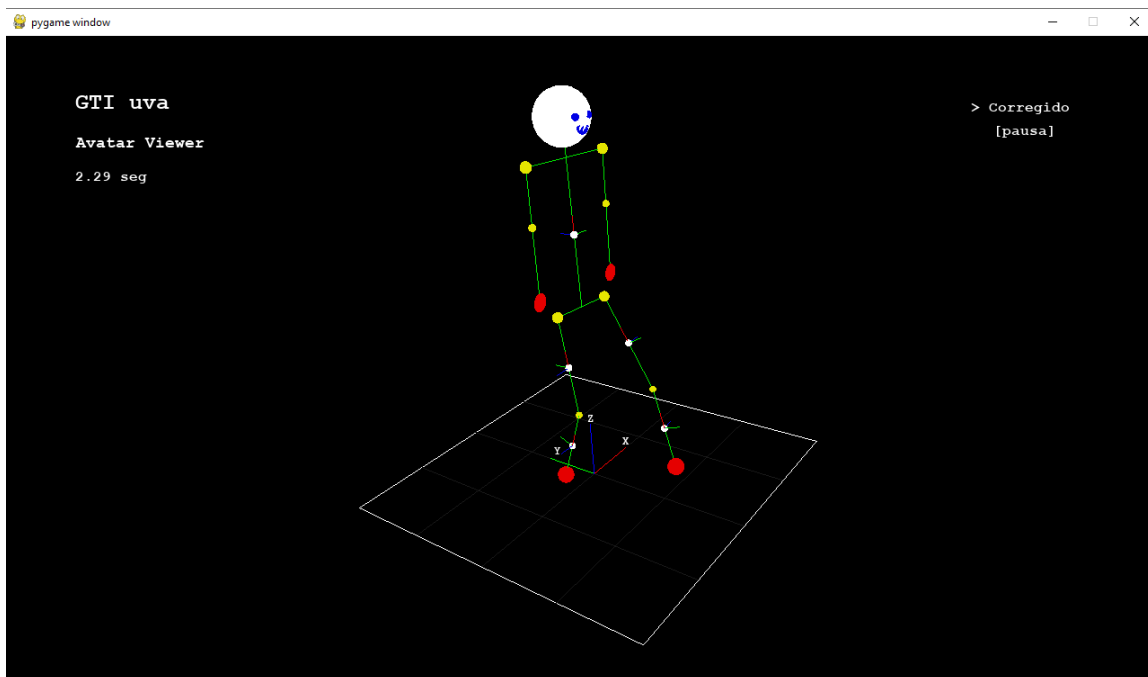 pygame window
GTI uva
Avatar Viewer
2.29 seg
> Corregido
[pausa]
Z
X
Y